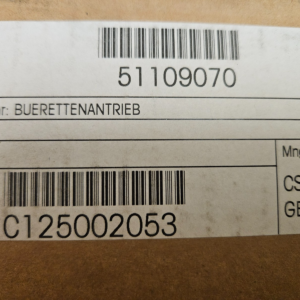 51109070
r: BUERETTENANTRIEB
Mn
CS
C125002053
GE